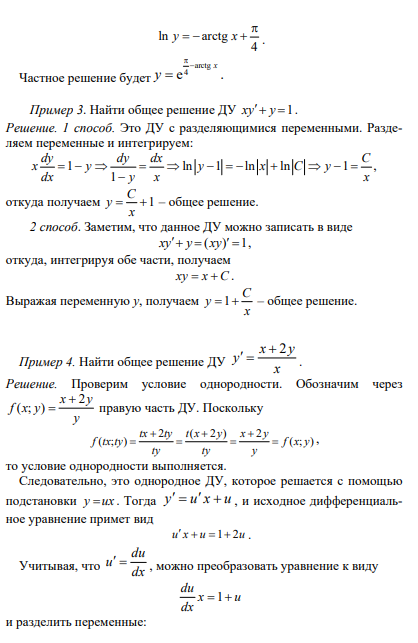 ln y = −arctg x + π/4 .
Частное решение будет y = e^(π/4 − arctg x) .
Пример 3. Найти общее решение ДУ xy′ + y = 1 .
Решение. 1 способ. Это ДУ с разделяющимися переменными. Разде-
ляем переменные и интегрируем:
x dy/dx = 1 − y ⇒ dy/(1 − y) = dx/x ⇒ ln|y − 1| = −ln|x| + ln|C| ⇒ y − 1 = C/x ,
откуда получаем y = C/x + 1 – общее решение.
2 способ. Заметим, что данное ДУ можно записать в виде
xy′ + y = (xy)′ = 1 ,
откуда, интегрируя обе части, получаем
xy = x + C .
Выражая переменную y, получаем y = 1 + C/x – общее решение.
Пример 4. Найти общее решение ДУ y′ = (x + 2y)/x .
Решение. Проверим условие однородности. Обозначим через
f(x; y) = (x + 2y)/y правую часть ДУ. Поскольку
f(tx;ty) = (tx + 2ty)/ty = t(x + 2y)/ty = (x + 2y)/y = f(x; y) ,
то условие однородности выполняется.
Следовательно, это однородное ДУ, которое решается с помощью
подстановки y = ux . Тогда y′ = u′x + u , и исходное дифференциаль-
ное уравнение примет вид
u′x + u = 1 + 2u .
Учитывая, что u′ = du/dx , можно преобразовать уравнение к виду
du/dx x = 1 + u
и разделить переменные: